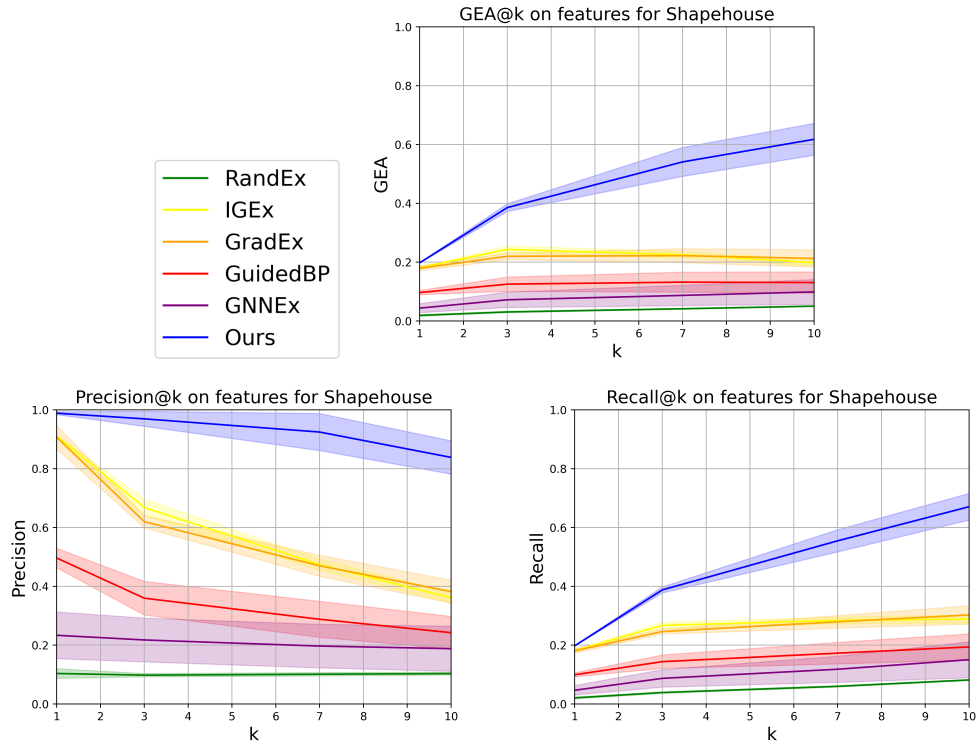 GEA@k on features for Shapehouse
1.0
0.8
0.6
0.4
0.2
0.0
GEA
1 2 3 4 5 6 7 8 9 10
k
RandEx
IGEx
GradEx
GuidedBP
GNNEx
Ours
Precision@k on features for Shapehouse
1.0
0.8
0.6
0.4
0.2
0.0
Precision
1 2 3 4 5 6 7 8 9 10
k
Recall@k on features for Shapehouse
1.0
0.8
0.6
0.4
0.2
0.0
Recall
1 2 3 4 5 6 7 8 9 10
k